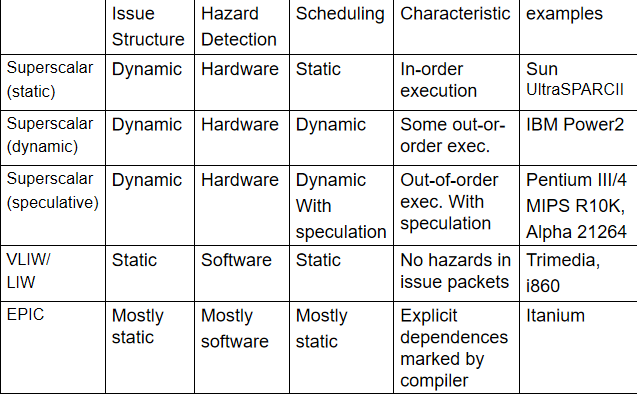 Issue Structure | Hazard Detection | Scheduling | Characteristic | examples
Superscalar (static) | Dynamic | Hardware | Static | In-order execution | Sun UltraSPARCII
Superscalar (dynamic) | Dynamic | Hardware | Dynamic | Some out-or-order exec. | IBM Power2
Superscalar (speculative) | Dynamic | Hardware | Dynamic With speculation | Out-of-order exec. With speculation | Pentium III/4 MIPS R10K, Alpha 21264
VLIW/ LIW | Static | Software | Static | No hazards in issue packets | Trimedia, i860
EPIC | Mostly static | Mostly software | Mostly static | Explicit dependences marked by compiler | Itanium